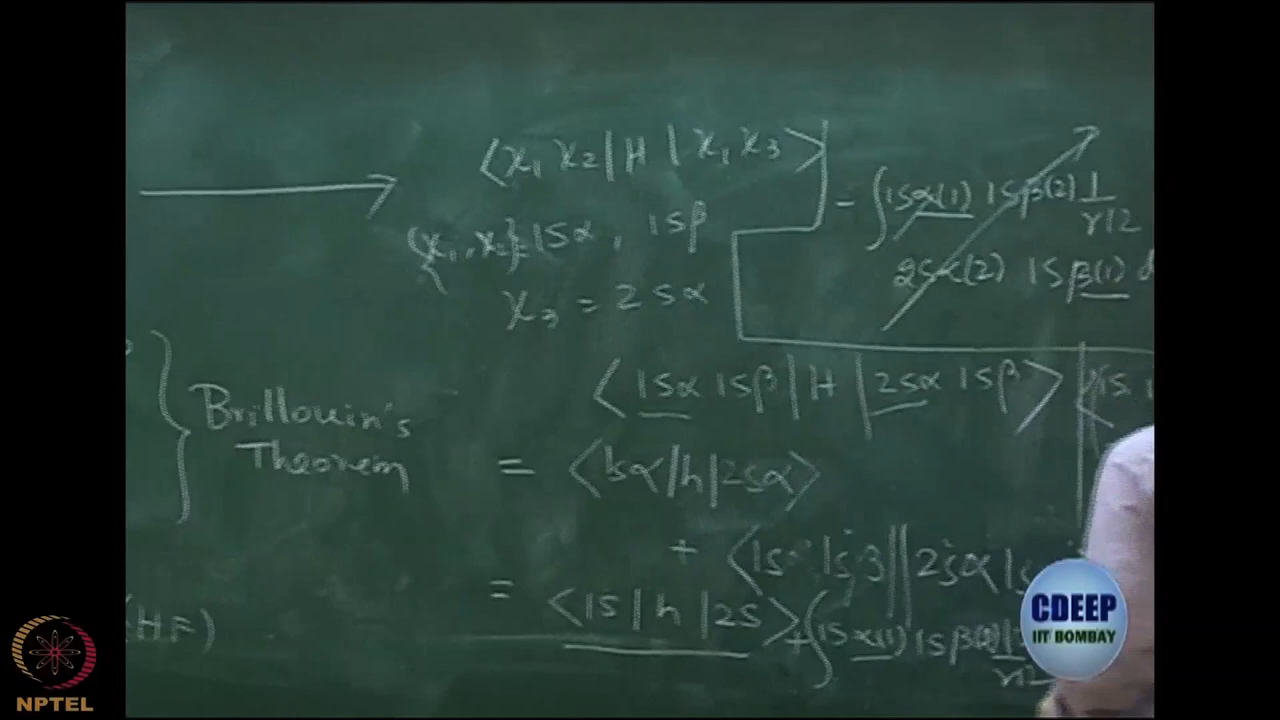 ⟨χ₁ χ₂ | H | χ₁ χ₃⟩
{χ₁, χ₂} = 1sα, 1sβ
χ₃ = 2sα
- ∫ 1sα(1) 1sβ(2) 1/r12
2sα(2) 1sβ(1)
Brillouin's
Theorem
⟨1sα 1sβ | H | 2sα 1sβ⟩
= ⟨1sα | h | 2sα⟩
+ ⟨1sα 1sβ || 2sα
= ⟨1s | h | 2s⟩ + ∫ 1sα(1) 1sβ(2) 1/r12
(HF)
CDEEP
IIT BOMBAY
NPTEL